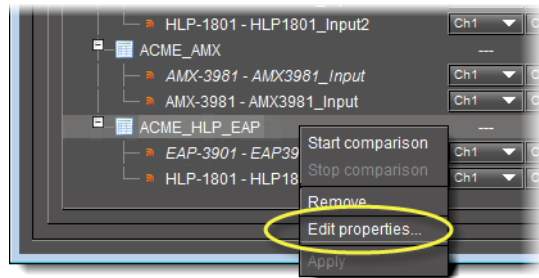 HLP-1801 - HLP1801_Input2
ACME_AMX ---
AMX-3981 - AMX3981_Input Ch1
AMX-3981 - AMX3981_Input Ch1
ACME_HLP_EAP ---
EAP-3901 - EAP39 Ch1
HLP-1801 - HLP18 Ch1
Start comparison
Stop comparison
Remove
Edit properties...
Apply